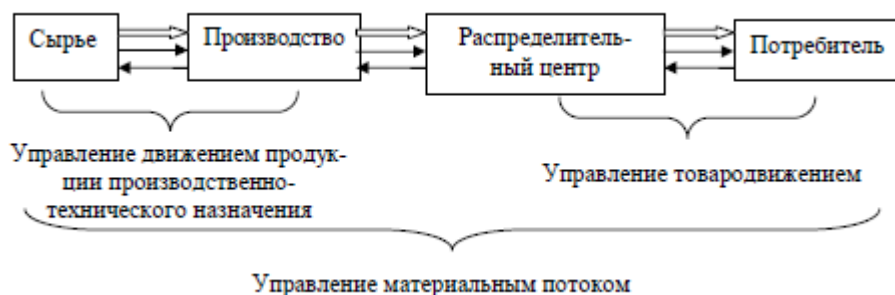 Сырье
Производство
Распределитель-
ный центр
Потребитель
Управление движением продук-
ции производственно-
технического назначения
Управление товародвижением
Управление материальным потоком